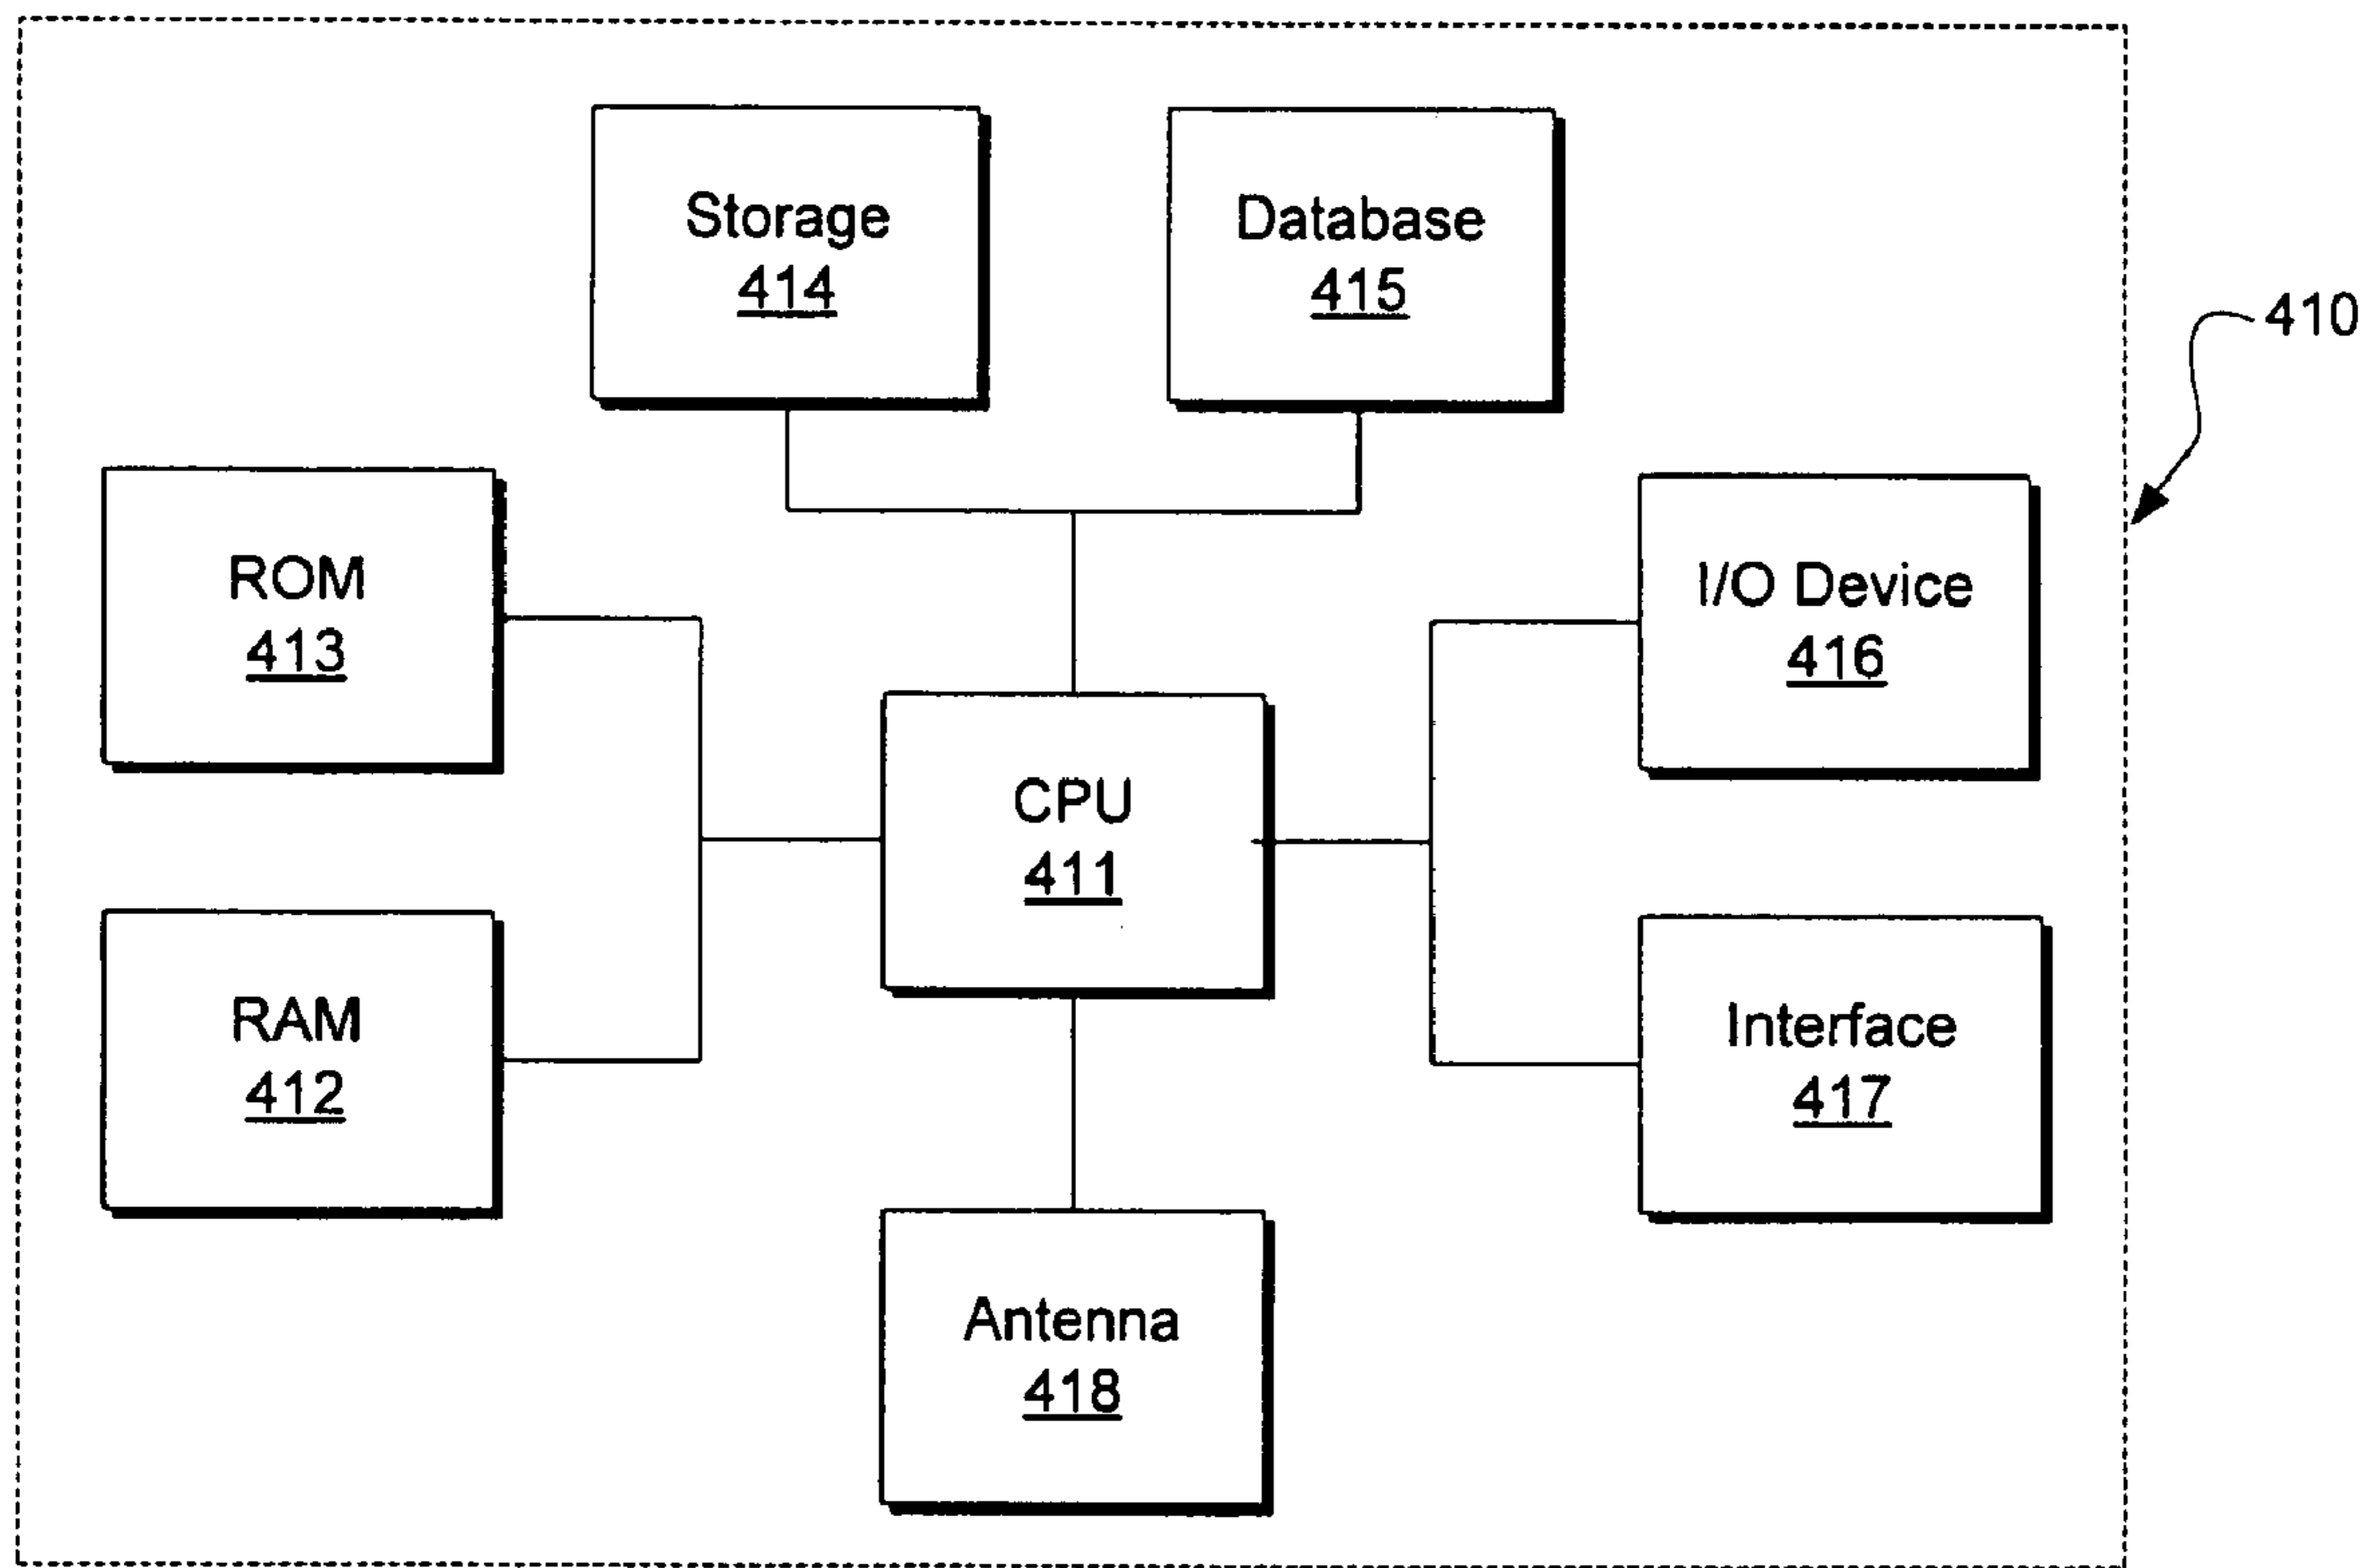 Storage
414
Database
415
410
ROM
413
I/O Device
416
CPU
411
RAM
412
Interface
417
Antenna
418